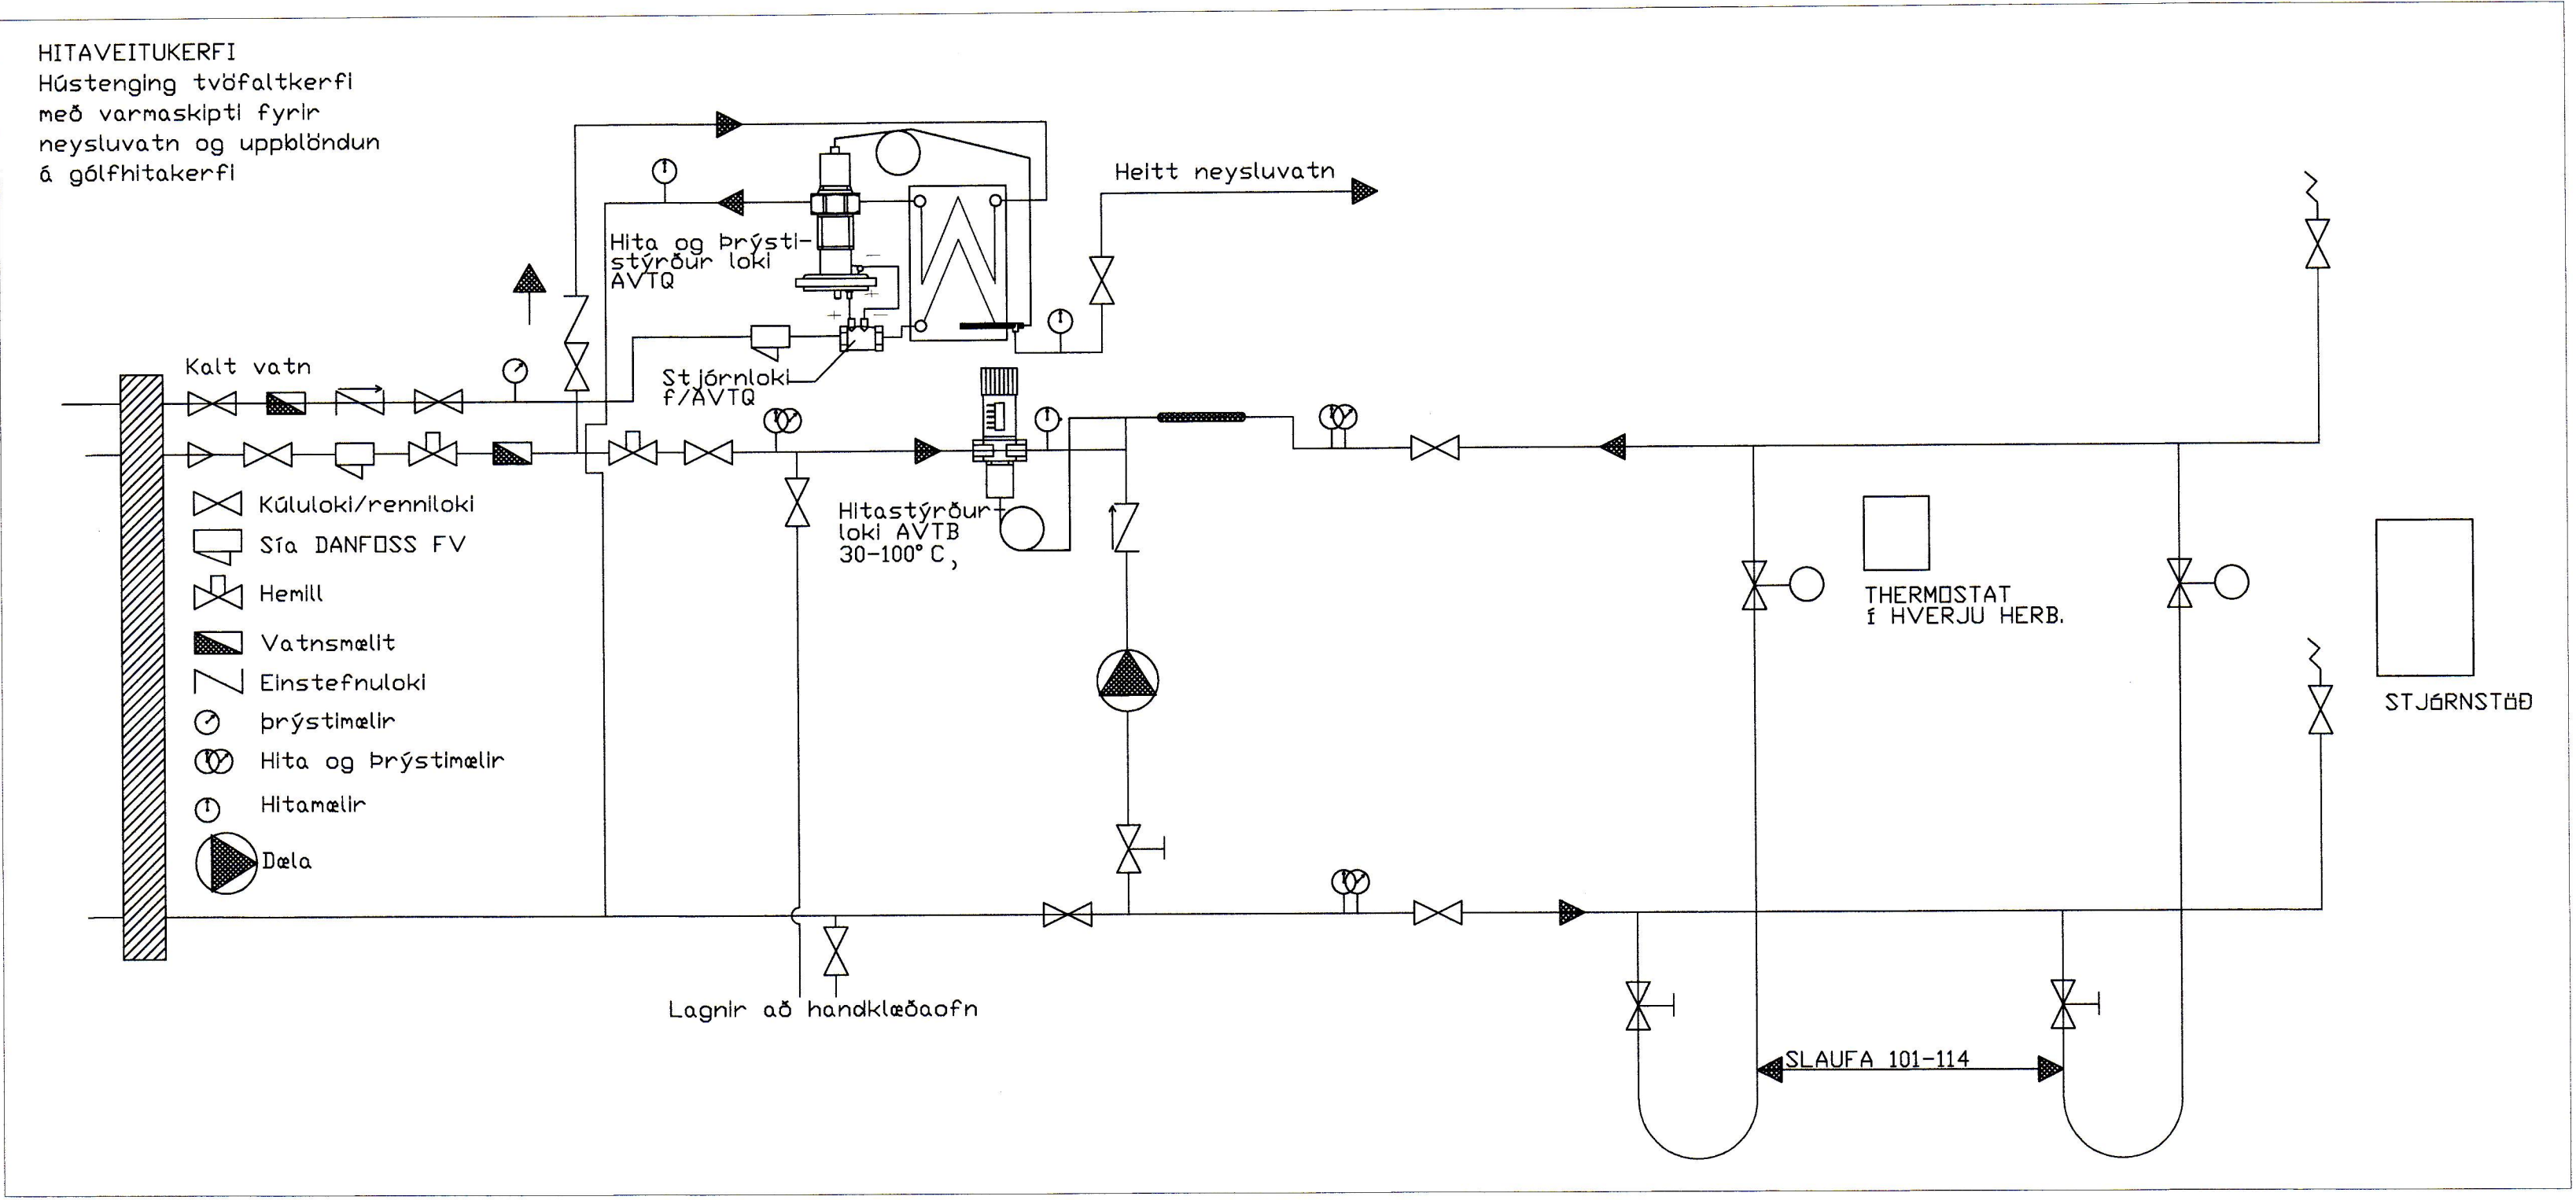 HITAVEITUKERFI
Hústenging tvöfaltkerfi
með varmaskipti fyrir
neysluvatn og uppblöndun
á gólfhitakerfi
Heitt neysluvatn
Hita og Þrýsti-
stýrður loki
AVTQ
+
-
+
-
Kalt vatn
Stjórnloki
f/AVTQ
Kúluloki/renniloki
Sía DANFOSS FV
Hemill
Vatnsmælit
Einstefnuloki
Þrýstimælir
Hita og Þrýstimælir
Hitamælir
Dæla
Hitastýrður
loki AVTB
30-100°C,
THERMOSTAT
Í HVERJU HERB.
STJÓRNSTÖÐ
Lagnir að handklæðaofn
SLAUFA 101-114